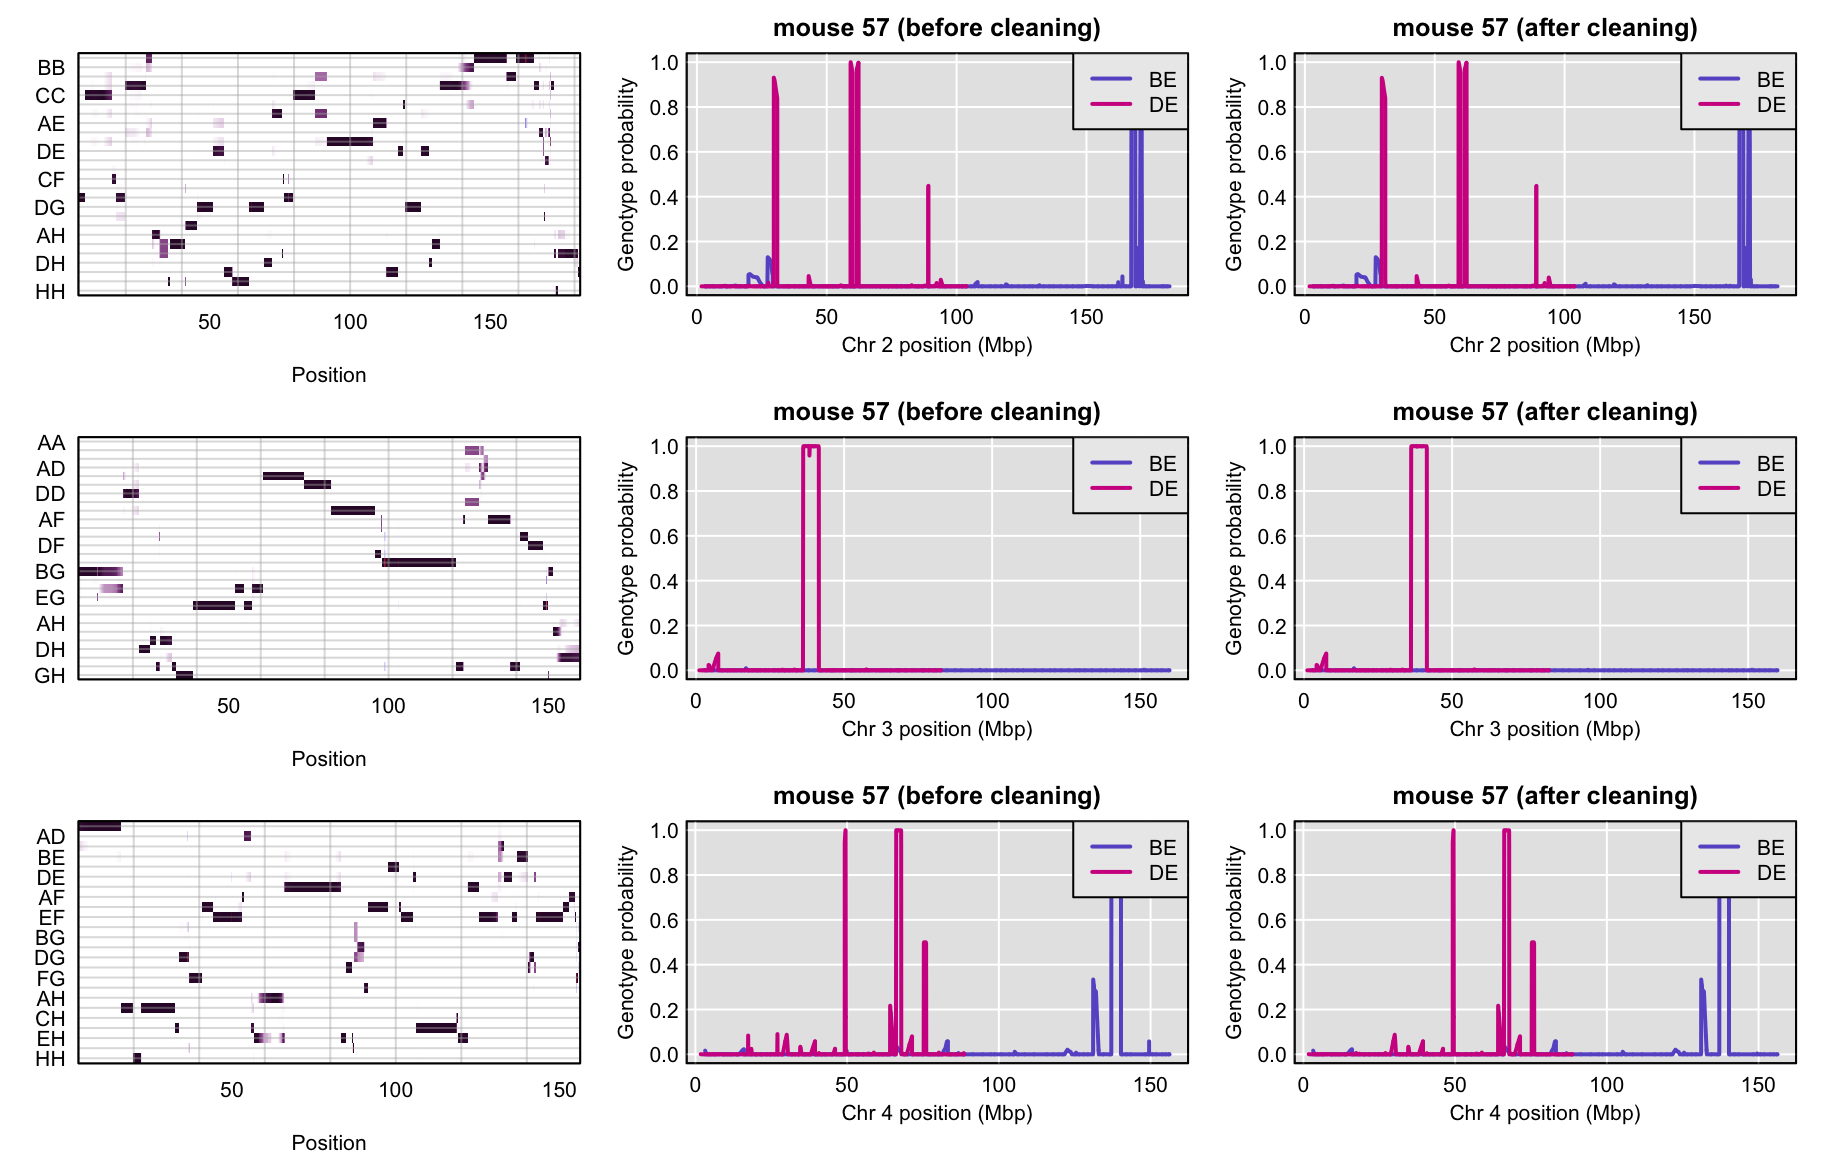 mouse 57 (before cleaning)
mouse 57 (after cleaning)
BB
CC
AE
DE
CF
DG
AH
DH
HH
50 100 150
Position
Genotype probability
1.0
0.8
0.6
0.4
0.2
0.0
BE
DE
0 50 100 150
Chr 2 position (Mbp)
Genotype probability
1.0
0.8
0.6
0.4
0.2
0.0
BE
DE
0 50 100 150
Chr 2 position (Mbp)
mouse 57 (before cleaning)
mouse 57 (after cleaning)
AA
AD
DD
AF
DF
BG
EG
AH
DH
GH
50 100 150
Position
Genotype probability
1.0
0.8
0.6
0.4
0.2
0.0
BE
DE
0 50 100 150
Chr 3 position (Mbp)
Genotype probability
1.0
0.8
0.6
0.4
0.2
0.0
BE
DE
0 50 100 150
Chr 3 position (Mbp)
mouse 57 (before cleaning)
mouse 57 (after cleaning)
AD
BE
DE
AF
EF
BG
DG
FG
AH
CH
EH
HH
50 100 150
Position
Genotype probability
1.0
0.8
0.6
0.4
0.2
0.0
BE
DE
0 50 100 150
Chr 4 position (Mbp)
Genotype probability
1.0
0.8
0.6
0.4
0.2
0.0
BE
DE
0 50 100 150
Chr 4 position (Mbp)